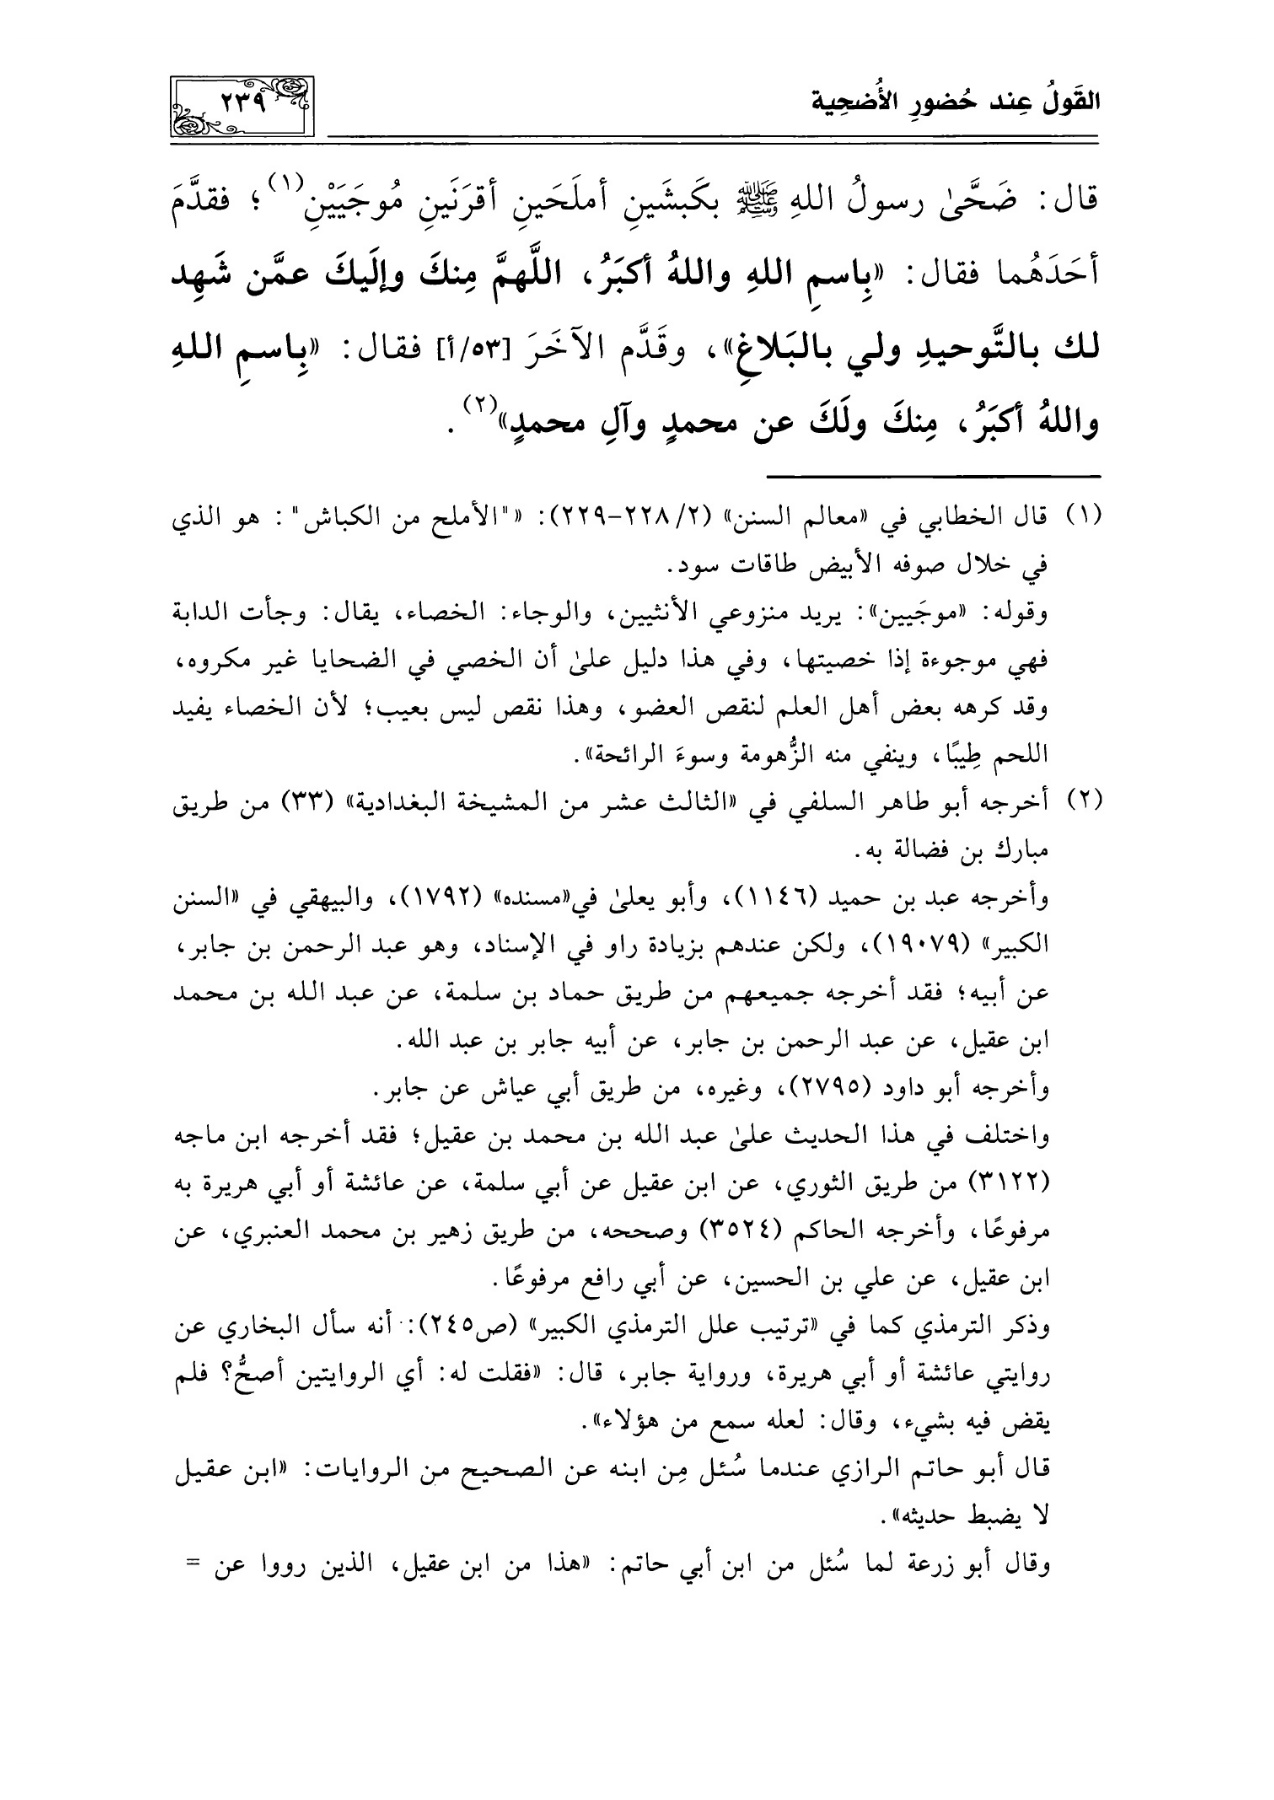 القَولُ عِند حُضورِ الأُضحِية
٢٣٩
قال: ضَحَّىٰ رسولُ اللهِ ﷺ بكَبشَينِ أملَحَينِ أقرَنَينِ مُوجَيَيْنِ(١)؛ فقدَّمَ
أحَدَهُما فقال: «بِاسمِ اللهِ واللهُ أكبَرُ، اللَّهمَّ مِنكَ وإلَيكَ عمَّن شَهِد
لك بالتَّوحيدِ ولي بالبَلاغِ»، وقَدَّم الآخَرَ [٥٣/أ] فقال: «بِاسمِ اللهِ
واللهُ أكبَرُ، مِنكَ ولَكَ عن محمدٍ وآلِ محمدٍ»(٢).
(١) قال الخطابي في «معالم السنن» (٢/ ٢٢٨-٢٢٩): «"الأملح من الكباش": هو الذي
في خلال صوفه الأبيض طاقات سود.
وقوله: «موجَيين»: يريد منزوعي الأنثيين، والوجاء: الخصاء، يقال: وجأت الدابة
فهي موجوءة إذا خصيتها، وفي هذا دليل علىٰ أن الخصي في الضحايا غير مكروه،
وقد كرهه بعض أهل العلم لنقص العضو، وهذا نقص ليس بعيب؛ لأن الخصاء يفيد
اللحم طِيبًا، وينفي منه الزُّهومة وسوءَ الرائحة».
(٢) أخرجه أبو طاهر السلفي في «الثالث عشر من المشيخة البغدادية» (٣٣) من طريق
مبارك بن فضالة به.
وأخرجه عبد بن حميد (١١٤٦)، وأبو يعلىٰ في«مسنده» (١٧٩٢)، والبيهقي في «السنن
الكبير» (١٩٠٧٩)، ولكن عندهم بزيادة راو في الإسناد، وهو عبد الرحمن بن جابر،
عن أبيه؛ فقد أخرجه جميعهم من طريق حماد بن سلمة، عن عبد الله بن محمد
ابن عقيل، عن عبد الرحمن بن جابر، عن أبيه جابر بن عبد الله.
وأخرجه أبو داود (٢٧٩٥)، وغيره، من طريق أبي عياش عن جابر.
واختلف في هذا الحديث علىٰ عبد الله بن محمد بن عقيل؛ فقد أخرجه ابن ماجه
(٣١٢٢) من طريق الثوري، عن ابن عقيل عن أبي سلمة، عن عائشة أو أبي هريرة به
مرفوعًا، وأخرجه الحاكم (٣٥٢٤) وصححه، من طريق زهير بن محمد العنبري، عن
ابن عقيل، عن علي بن الحسين، عن أبي رافع مرفوعًا.
وذكر الترمذي كما في «ترتيب علل الترمذي الكبير» (ص٢٤٥): أنه سأل البخاري عن
روايتي عائشة أو أبي هريرة، ورواية جابر، قال: «فقلت له: أي الروايتين أصحُّ؟ فلم
يقض فيه بشيء، وقال: لعله سمع من هؤلاء».
قال أبو حاتم الرازي عندما سُئل مِن ابنه عن الصحيح من الروايات: «ابن عقيل
لا يضبط حديثه».
وقال أبو زرعة لما سُئل من ابن أبي حاتم: «هذا من ابن عقيل، الذين رووا عن =